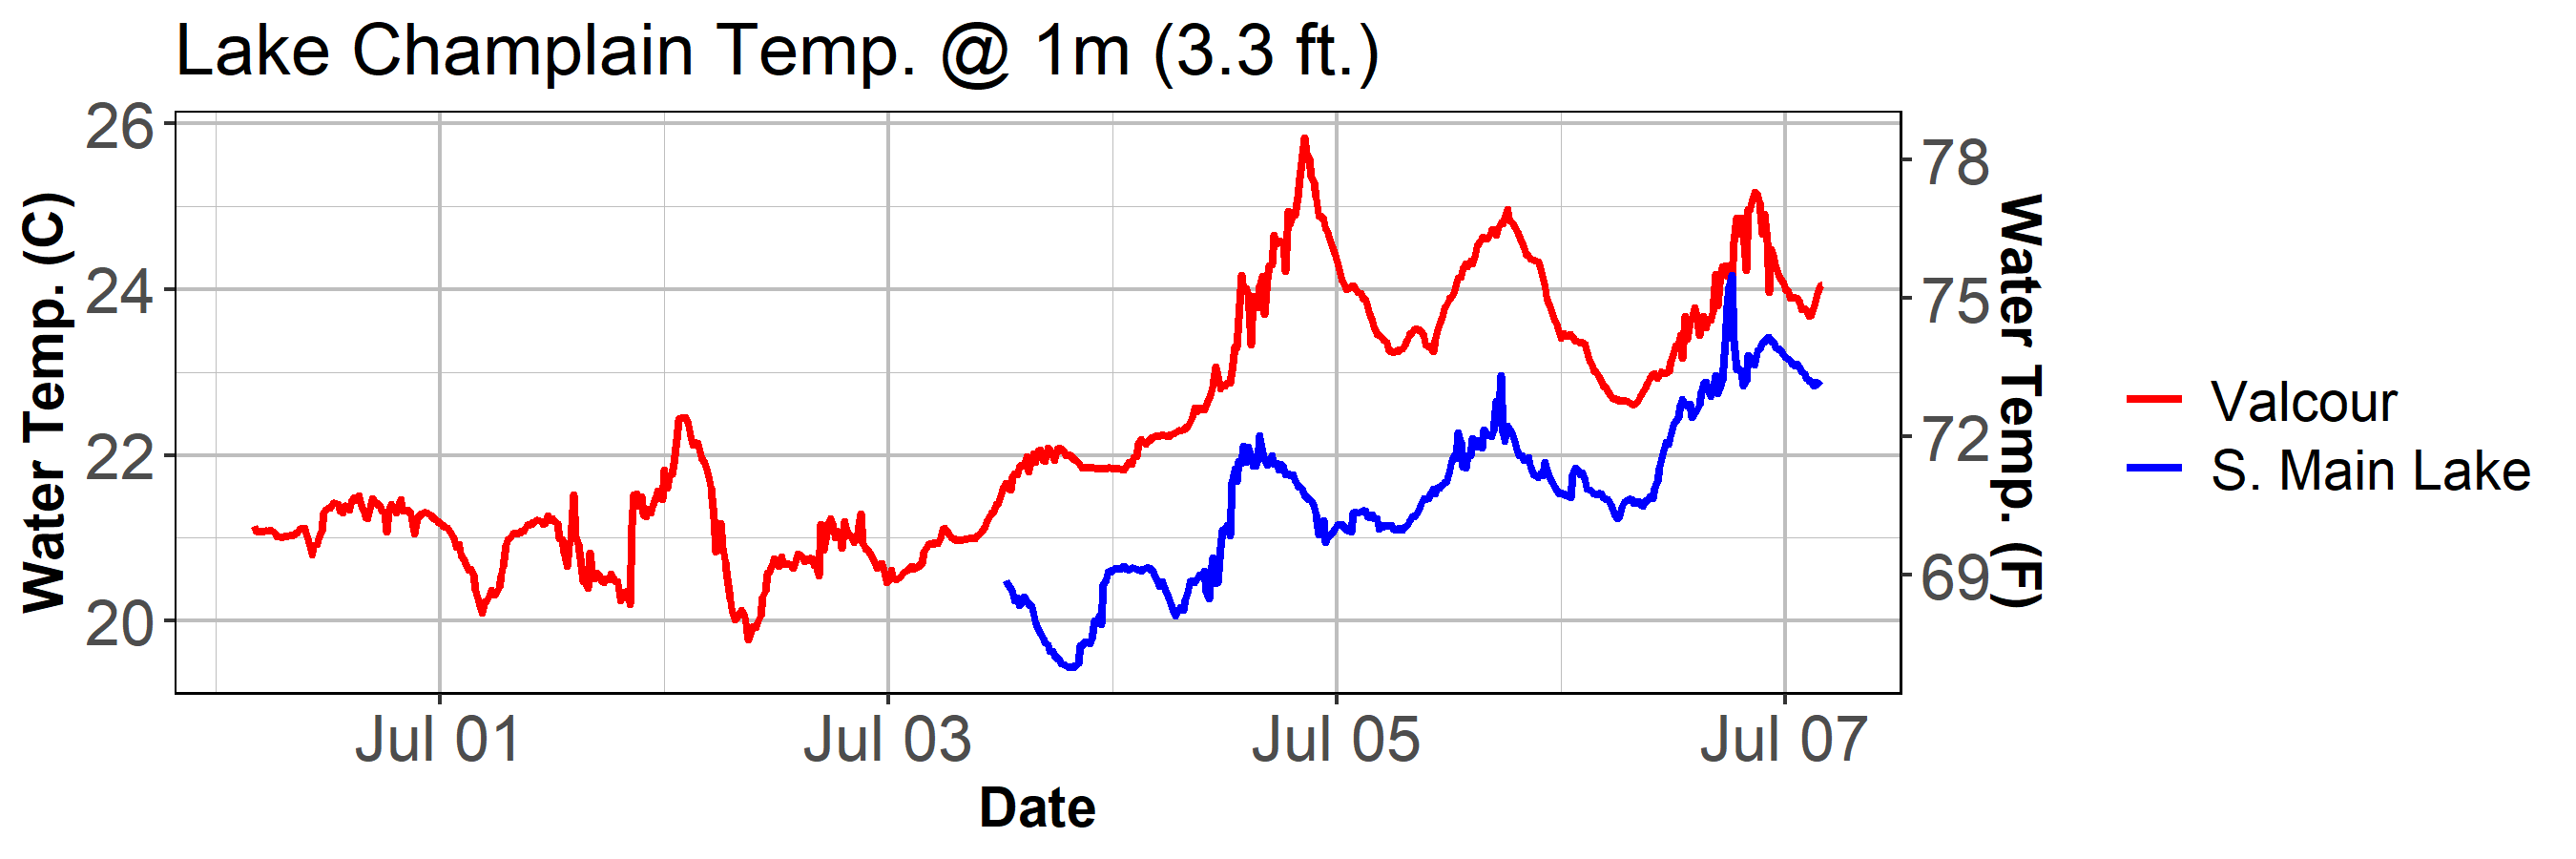 Lake Champlain Temp. @ 1m (3.3 ft.)
Water Temp. (C)
26
24
22
20
78
75
72
69
Water Temp. (F)
Jul 01
Jul 03
Jul 05
Jul 07
Date
Valcour
S. Main Lake